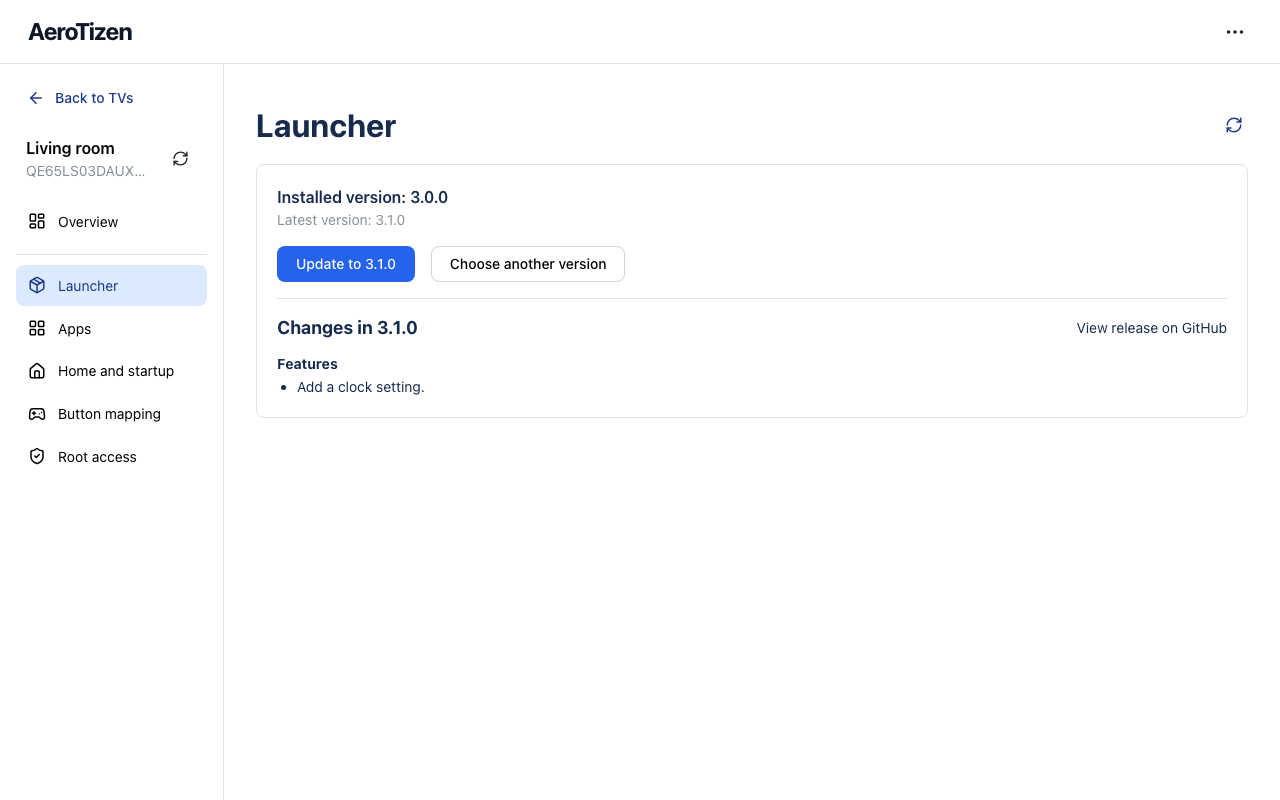 AeroTizen
Back to TVs
Living room
QE65LS03DAUX...
Overview
Launcher
Apps
Home and startup
Button mapping
Root access
Launcher
Installed version: 3.0.0
Latest version: 3.1.0
Update to 3.1.0
Choose another version
Changes in 3.1.0
View release on GitHub
Features
• Add a clock setting.